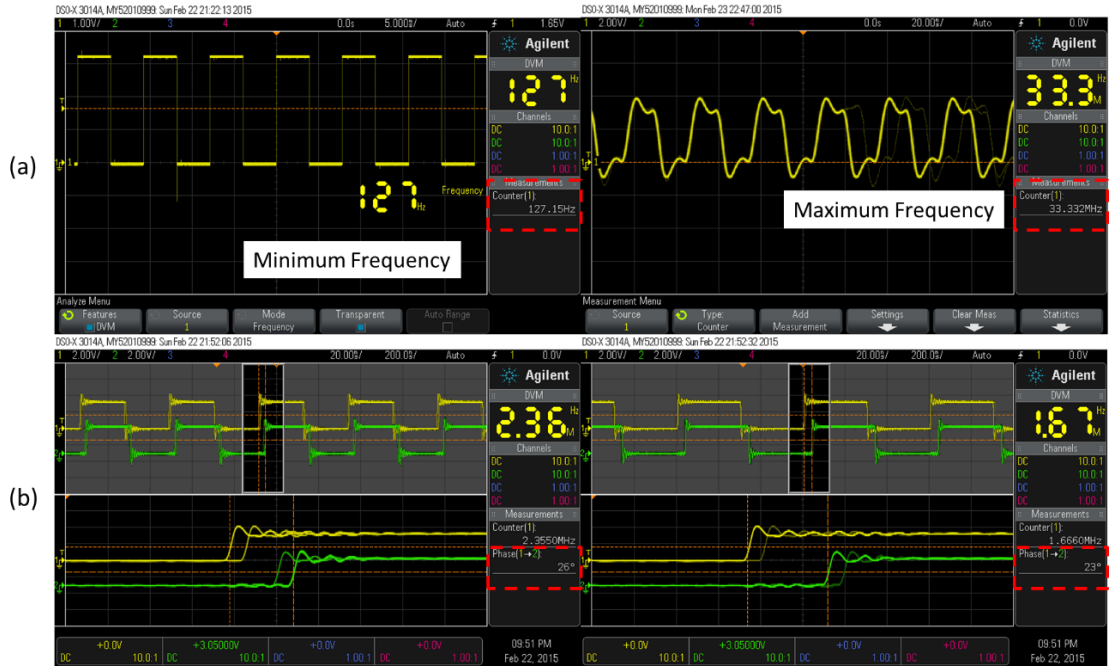 DSO-X 3014A, MY52010999: Sun Feb 22 21:22:13 2015
1 1.00V/ 2 3 4 0.0s 5.000ms/ Auto 1 1.65V
Agilent
DVM
127 Hz
Channels
DC 10.0:1
DC 10.0:1
DC 1.00:1
DC 1.00:1
Measurements
Counter(1):
127.15Hz
127 Hz
Frequency
Minimum Frequency
Analyze Menu
Features
DVM
Source
1
Mode
Frequency
Transparent
Auto Range
DSO-X 3014A, MY52010999: Mon Feb 23 22:47:00 2015
1 2.00V/ 2 3 4 0.0s 20.00ns/ Auto 1 0.0V
Agilent
DVM
33.3 Hz
M
Channels
DC 10.0:1
DC 10.0:1
DC 1.00:1
DC 1.00:1
Measurements
Counter(1):
33.332MHz
Maximum Frequency
Measurement Menu
Source
1
Type:
Counter
Add
Measurement
Settings
Clear Meas
Statistics
(a)
DSO-X 3014A, MY52010999: Sun Feb 22 21:52:06 2015
1 2.00V/ 2 2.00V/ 3 4 20.00ns/ 200.0ns/ Auto 1 0.0V
Agilent
DVM
2.36 Hz
M
Channels
DC 10.0:1
DC 10.0:1
DC 1.00:1
DC 1.00:1
Measurements
Counter(1):
2.3550MHz
Phase(1→2):
26°
+0.0V
DC 10.0:1
+3.05000V
DC 10.0:1
+0.0V
DC 1.00:1
+0.0V
DC 1.00:1
09:51 PM
Feb 22, 2015
DSO-X 3014A, MY52010999: Sun Feb 22 21:52:32 2015
1 2.00V/ 2 2.00V/ 3 4 20.00ns/ 200.0ns/ Auto 1 0.0V
Agilent
DVM
1.67 Hz
M
Channels
DC 10.0:1
DC 10.0:1
DC 1.00:1
DC 1.00:1
Measurements
Counter(1):
1.6660MHz
Phase(1→2):
23°
+0.0V
DC 10.0:1
+3.05000V
DC 10.0:1
+0.0V
DC 1.00:1
+0.0V
DC 1.00:1
09:51 PM
Feb 22, 2015
(b)